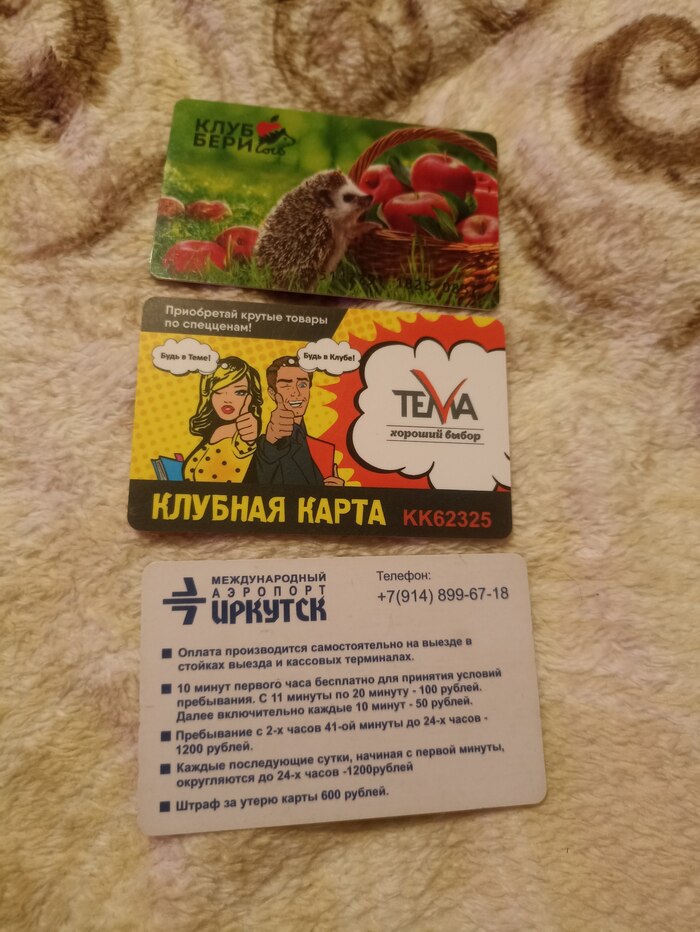 КЛУБ
БЕРИ
Приобретай крутые товары
по спецценам!
Будь в Теме!
Будь в Клубе!
ТЕМА
хороший выбор
КЛУБНАЯ КАРТА КК62325
МЕЖДУНАРОДНЫЙ
АЭРОПОРТ
ИРКУТСК
Телефон:
+7(914) 899-67-18
Оплата производится самостоятельно на выезде в
стойках выезда и кассовых терминалах.
10 минут первого часа бесплатно для принятия условий
пребывания. С 11 минуты по 20 минуту - 100 рублей.
Далее включительно каждые 10 минут - 50 рублей.
Пребывание с 2-х часов 41-ой минуты до 24-х часов -
1200 рублей.
Каждые последующие сутки, начиная с первой минуты,
округляются до 24-х часов -1200рублей
Штраф за утерю карты 600 рублей.